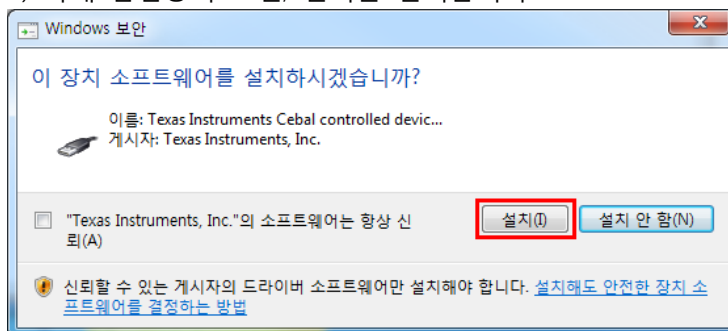 Windows 보안
이 장치 소프트웨어를 설치하시겠습니까?
이름: Texas Instruments Cebal controlled devic...
게시자: Texas Instruments, Inc.
"Texas Instruments, Inc."의 소프트웨어는 항상 신
뢰(A)
설치(I)
설치 안 함(N)
신뢰할 수 있는 게시자의 드라이버 소프트웨어만 설치해야 합니다. 설치해도 안전한 장치 소
프트웨어를 결정하는 방법